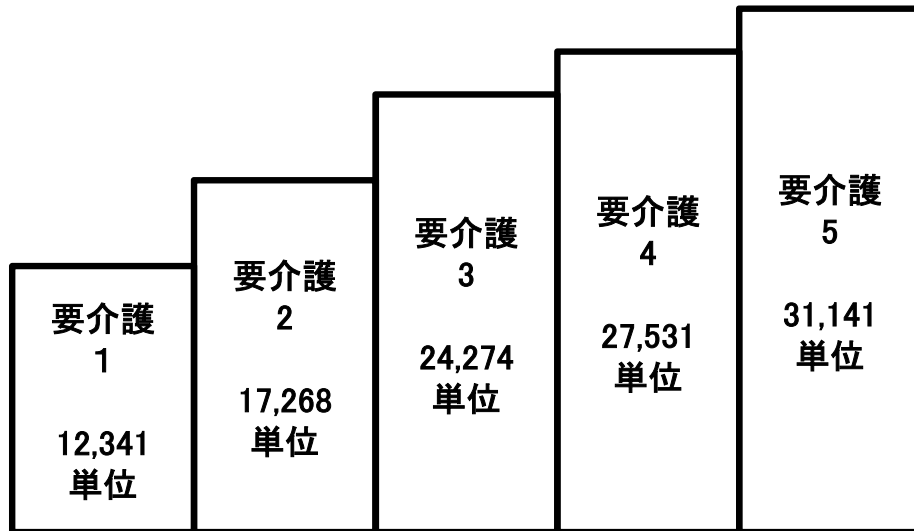 要介護
1
12,341
単位
要介護
2
17,268
単位
要介護
3
24,274
単位
要介護
4
27,531
単位
要介護
5
31,141
単位